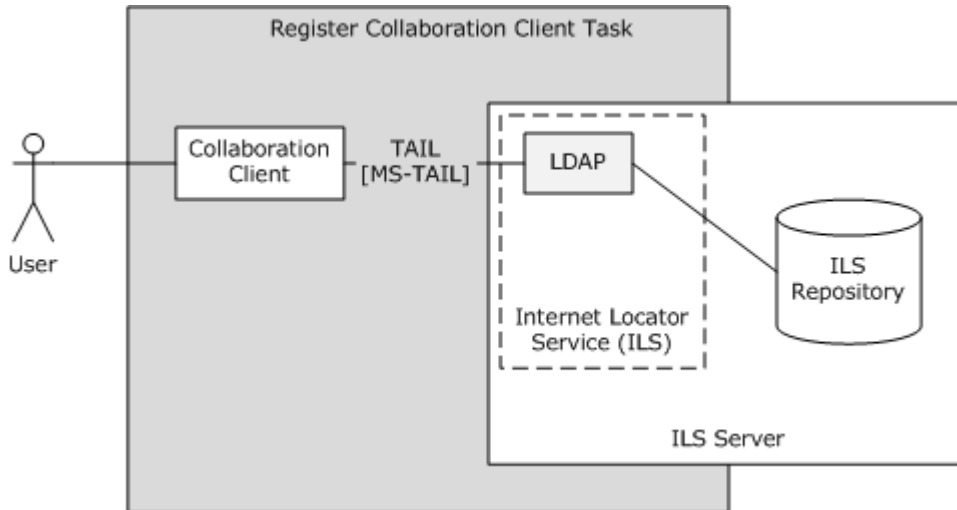 Register Collaboration Client Task
Collaboration
Client
TAIL
[MS-TAIL]
LDAP
User
ILS
Repository
Internet Locator
Service (ILS)
ILS Server